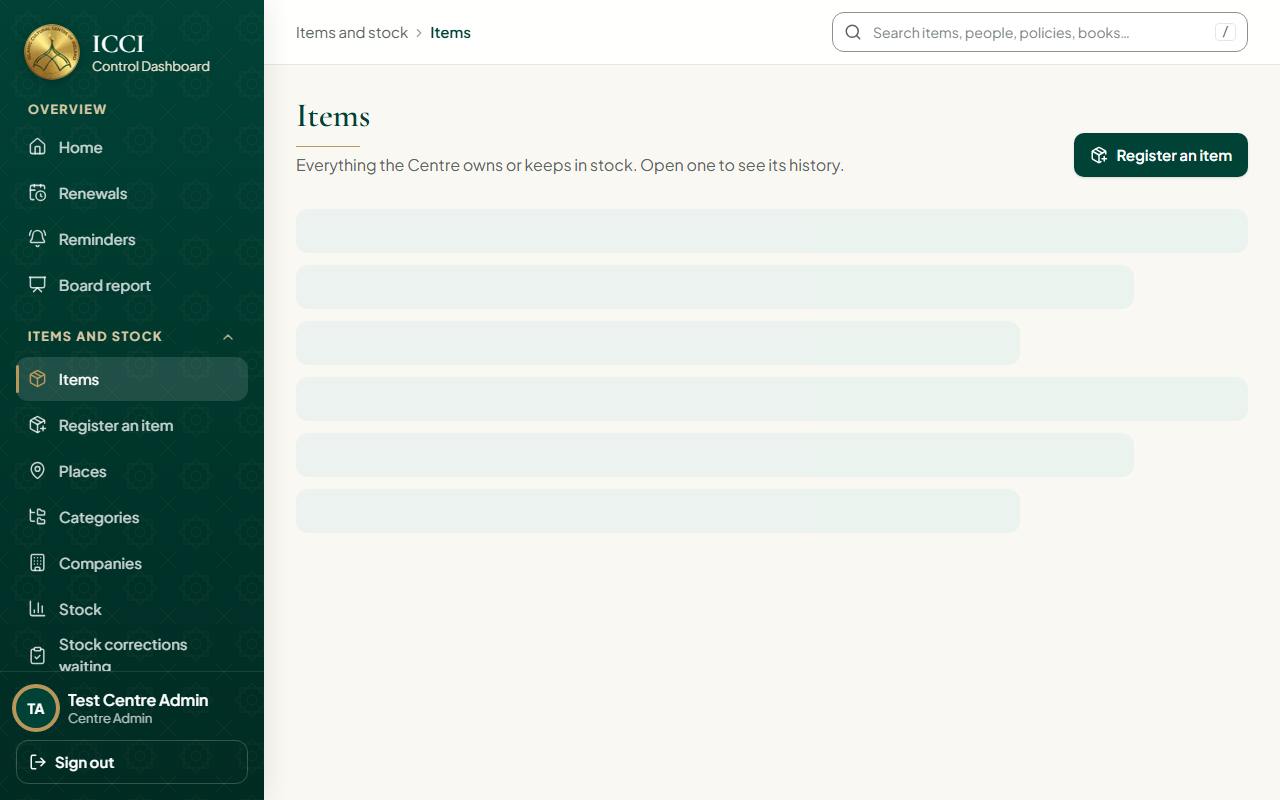 ICCI
Control Dashboard
OVERVIEW
Home
Renewals
Reminders
Board report
ITEMS AND STOCK
Items
Register an item
Places
Categories
Companies
Stock
Stock corrections
waiting
TA
Test Centre Admin
Centre Admin
Sign out
Items and stock › Items
Search items, people, policies, books…
/
Items
Everything the Centre owns or keeps in stock. Open one to see its history.
Register an item